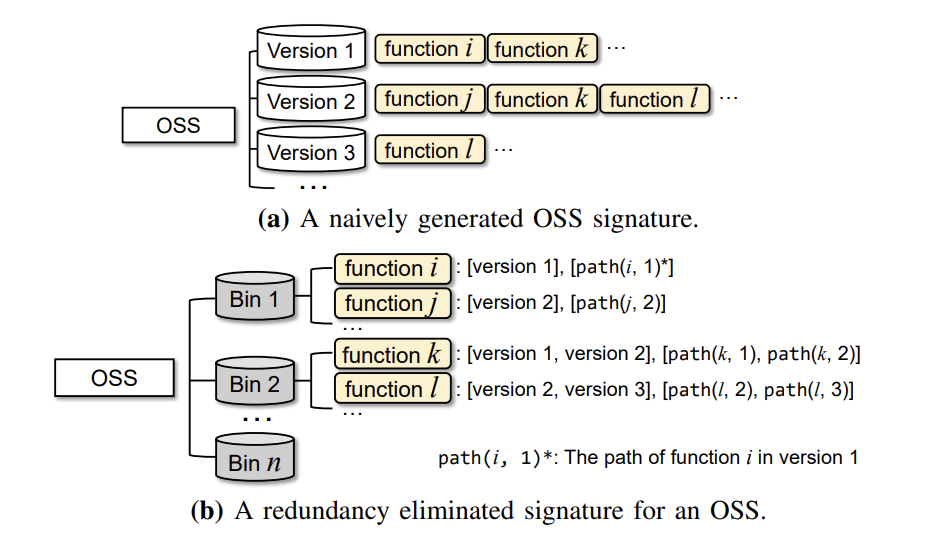 Version 1 function i function k ...
Version 2 function j function k function l ...
OSS
Version 3 function l ...
...
(a) A naively generated OSS signature.
function i : [version 1], [path(i, 1)*]
Bin 1
function j : [version 2], [path(j, 2)]
...
function k : [version 1, version 2], [path(k, 1), path(k, 2)]
OSS
Bin 2
function l : [version 2, version 3], [path(l, 2), path(l, 3)]
...
...
Bin n
path(i, 1)*: The path of function i in version 1
(b) A redundancy eliminated signature for an OSS.